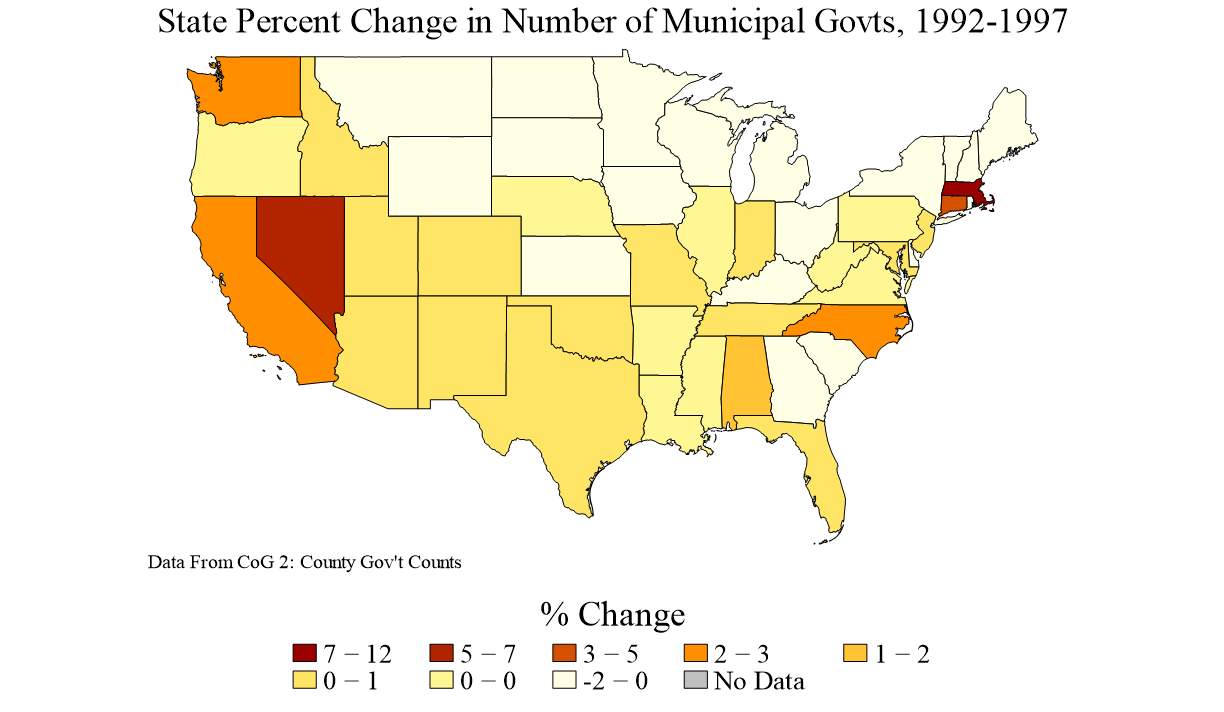 State Percent Change in Number of Municipal Govts, 1992-1997
Data From CoG 2: County Gov't Counts
% Change
7 − 12 5 − 7 3 − 5 2 − 3 1 − 2
0 − 1 0 − 0 -2 − 0 No Data